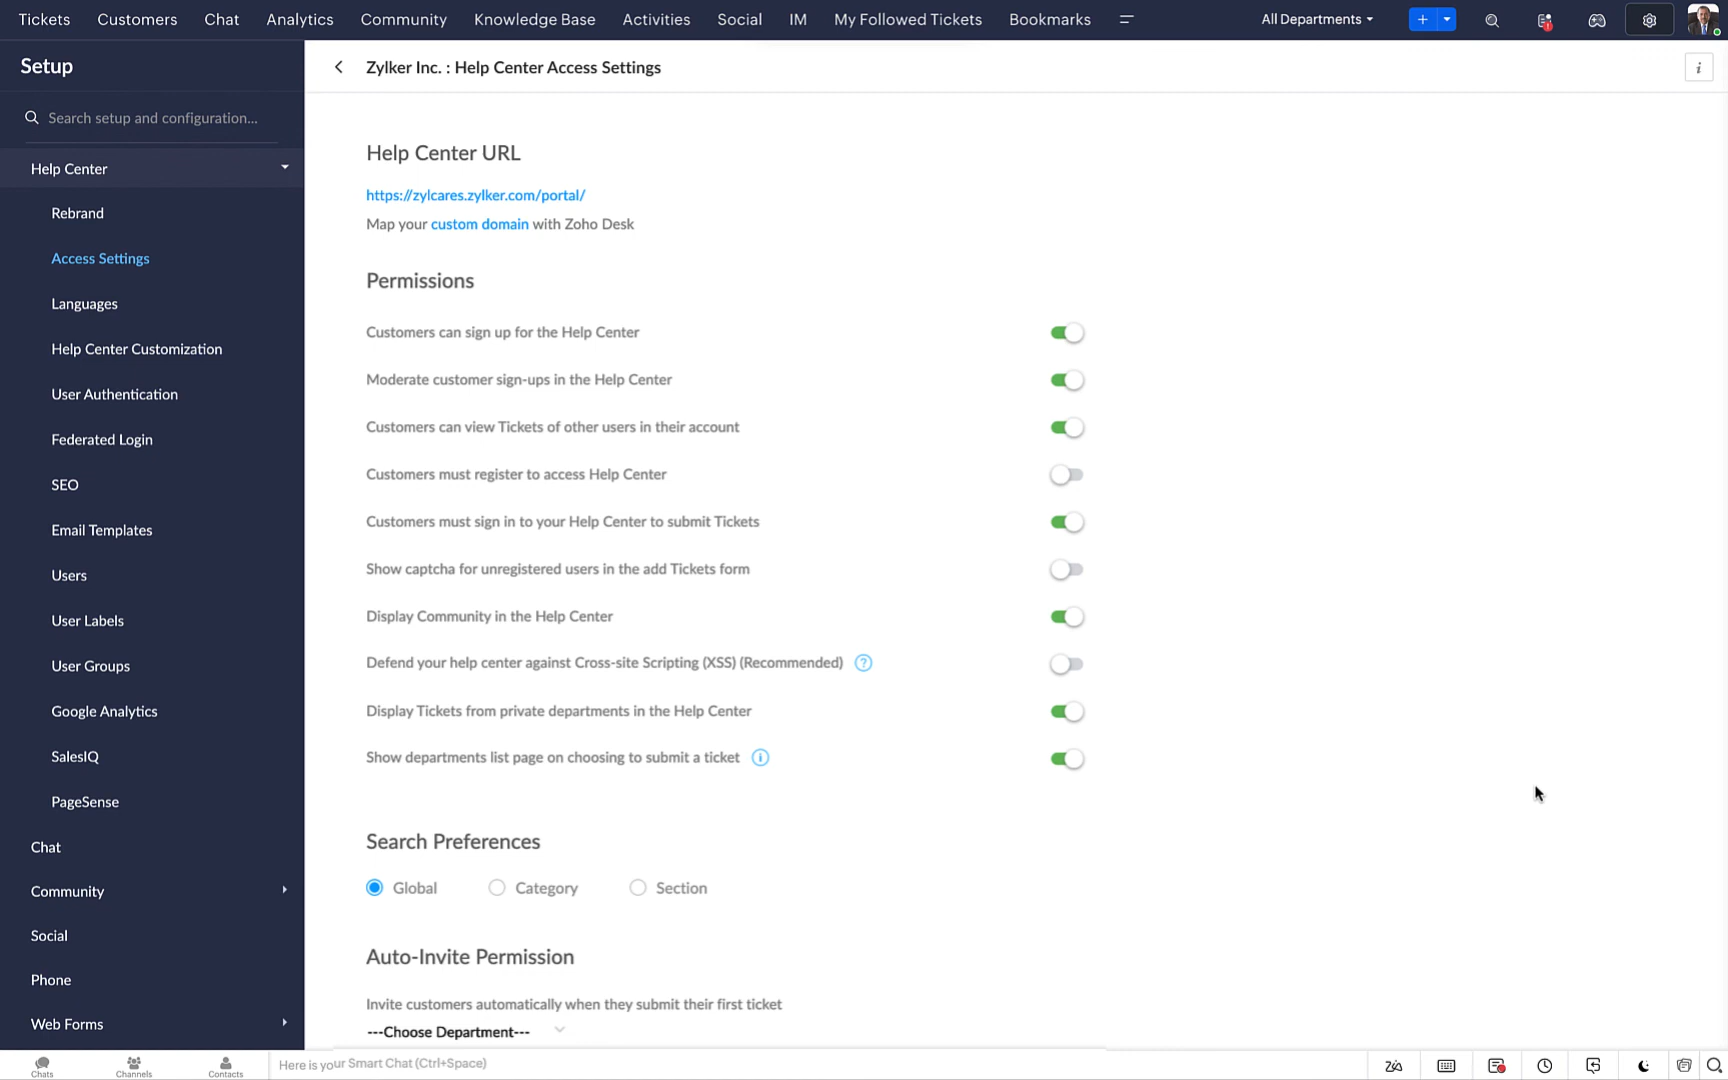 Tickets Customers Chat Analytics Community Knowledge Base Activities Social IM My Followed Tickets Bookmarks All Departments
Setup
Zylker Inc. : Help Center Access Settings
Search setup and configuration...
Help Center
Rebrand
Access Settings
Languages
Help Center Customization
User Authentication
Federated Login
SEO
Email Templates
Users
User Labels
User Groups
Google Analytics
SalesIQ
PageSense
Chat
Community
Social
Phone
Web Forms
Help Center URL
https://zylcares.zylker.com/portal/
Map your custom domain with Zoho Desk
Permissions
Customers can sign up for the Help Center
Moderate customer sign-ups in the Help Center
Customers can view Tickets of other users in their account
Customers must register to access Help Center
Customers must sign in to your Help Center to submit Tickets
Show captcha for unregistered users in the add Tickets form
Display Community in the Help Center
Defend your help center against Cross-site Scripting (XSS) (Recommended) ?
Display Tickets from private departments in the Help Center
Show departments list page on choosing to submit a ticket i
Search Preferences
Global Category Section
Auto-Invite Permission
Invite customers automatically when they submit their first ticket
---Choose Department---
Chats Channels Contacts Here is your Smart Chat (Ctrl+Space)